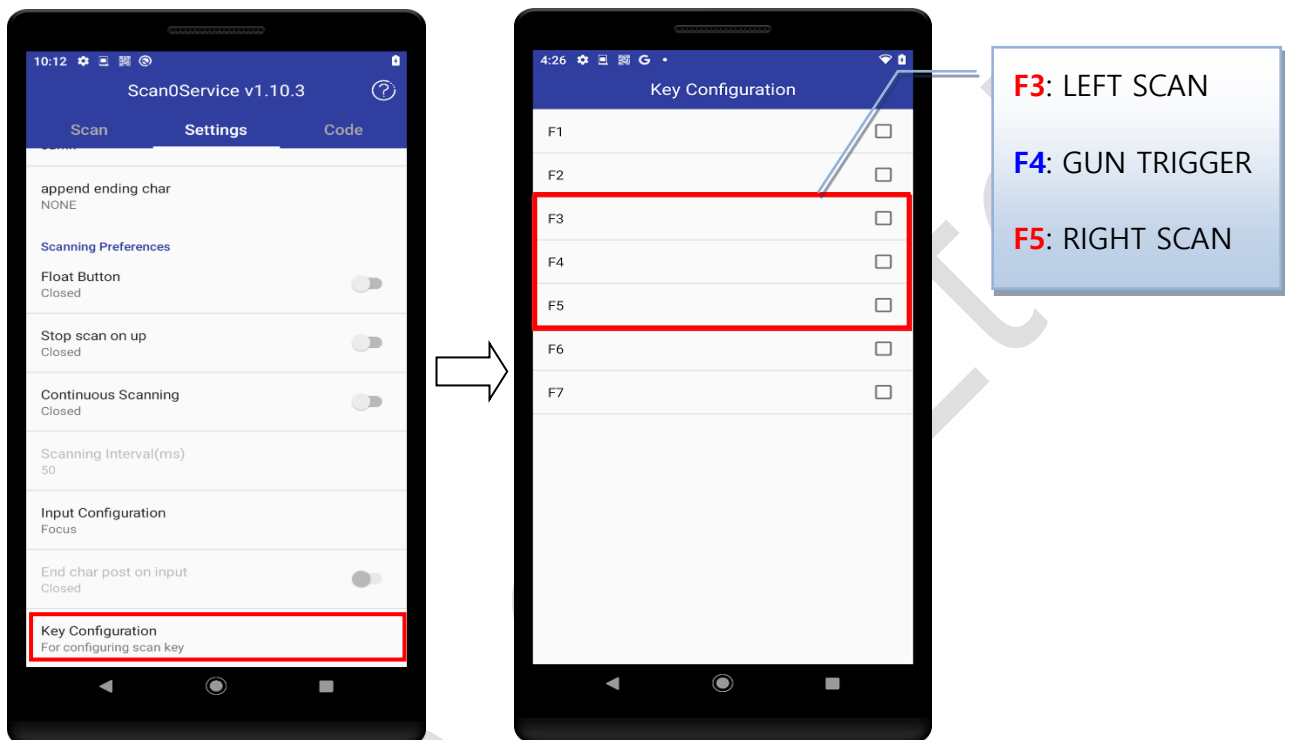 10:12
Scan0Service v1.10.3
Scan Settings Code
append ending char
NONE
Scanning Preferences
Float Button
Closed
Stop scan on up
Closed
Continuous Scanning
Closed
Scanning Interval(ms)
50
Input Configuration
Focus
End char post on input
Closed
Key Configuration
For configuring scan key
4:26 G
Key Configuration
F1
F2
F3
F4
F5
F6
F7
F3: LEFT SCAN
F4: GUN TRIGGER
F5: RIGHT SCAN